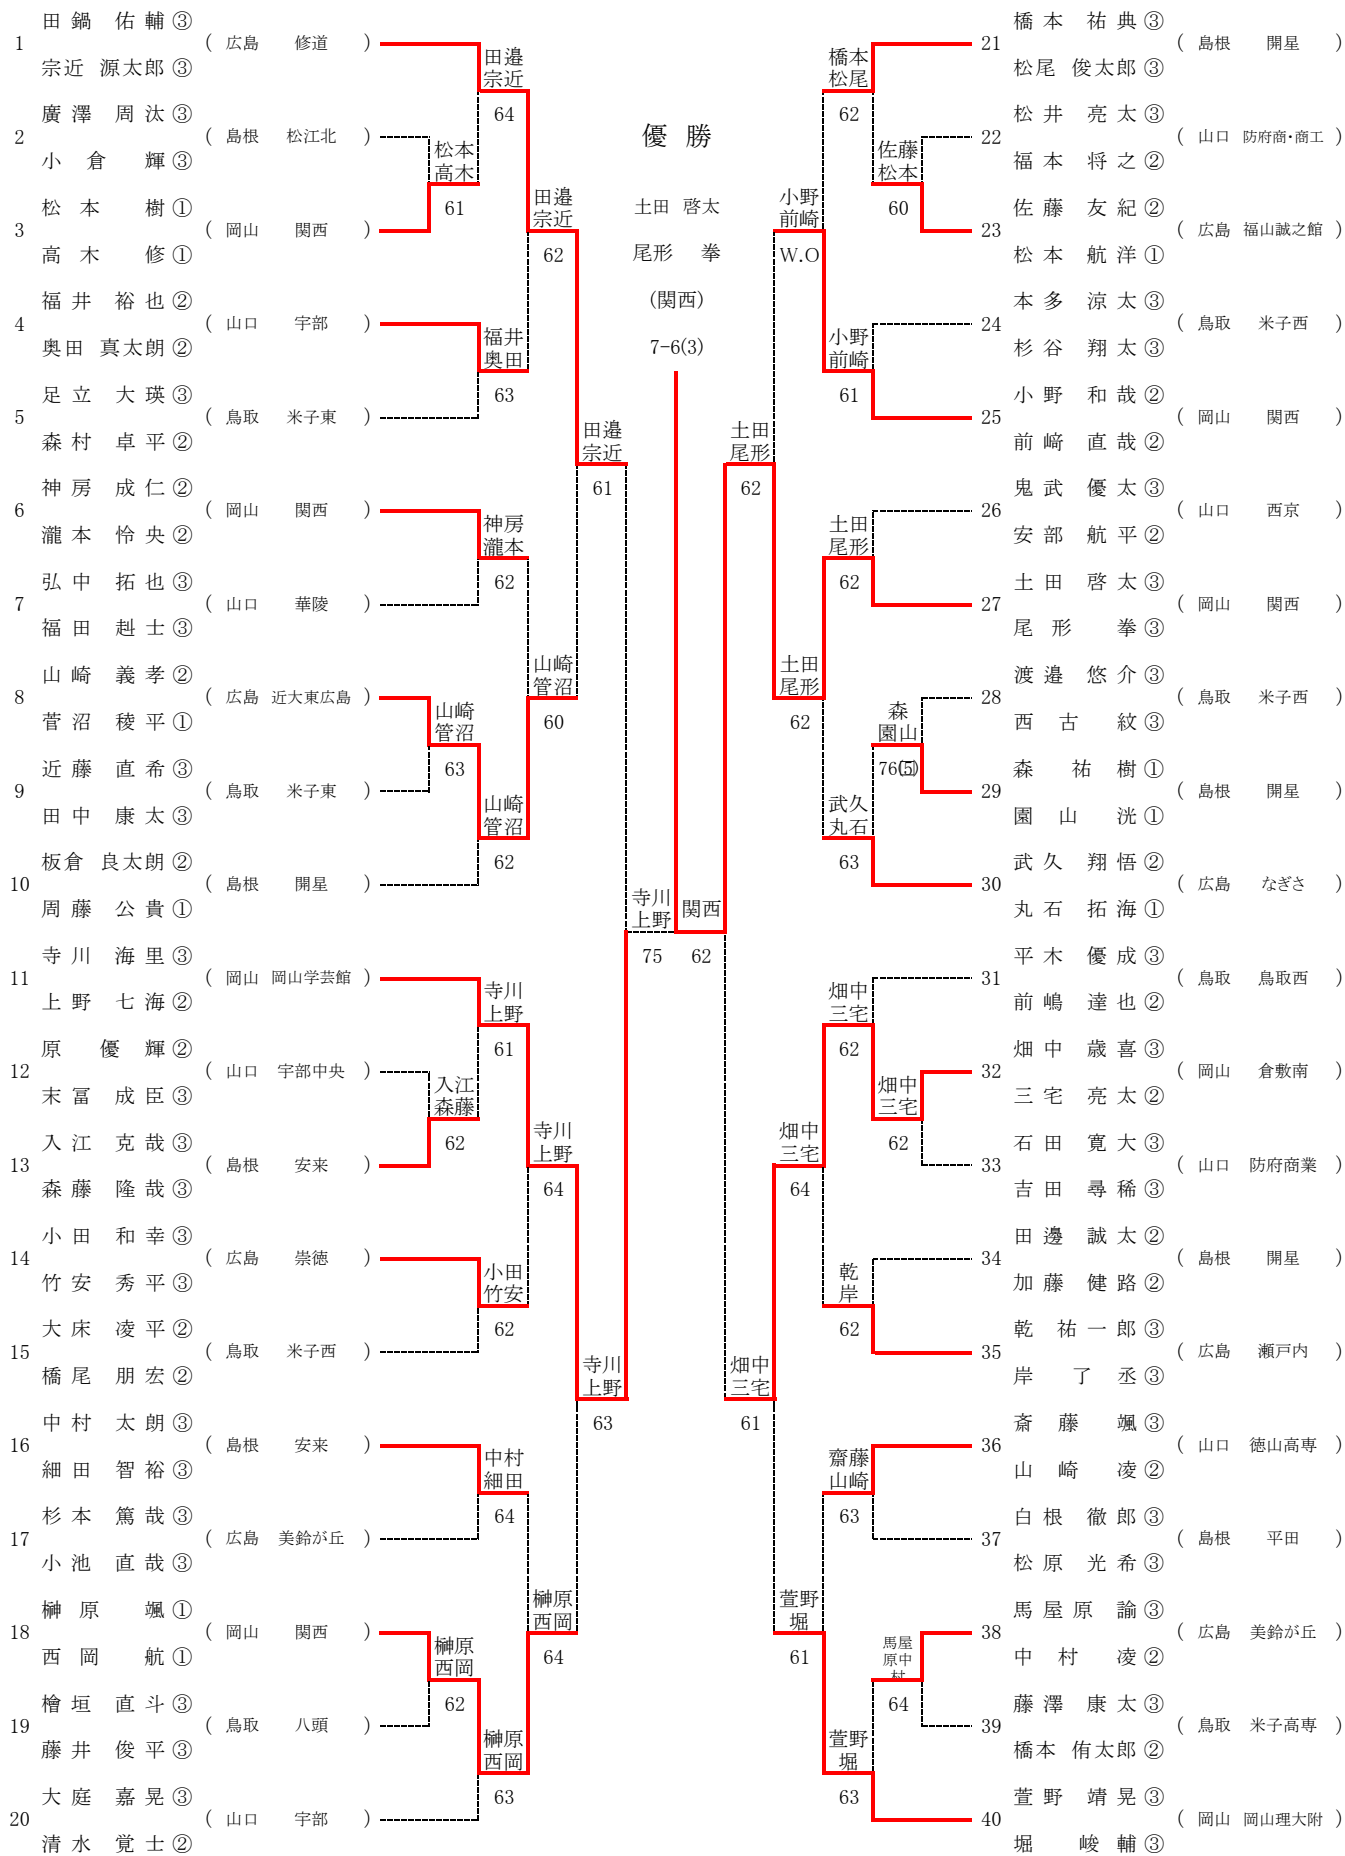 田鍋 佑輔③
1 ( 広島 修道 )
宗近 源太郎③
廣澤 周汰③
2 ( 島根 松江北 )
小倉 輝③
松本 樹①
3 ( 岡山 関西 )
高木 修①
福井 裕也②
4 ( 山口 宇部 )
奥田 真太朗②
足立 大瑛③
5 ( 鳥取 米子東 )
森村 卓平②
神房 成仁②
6 ( 岡山 関西 )
瀧本 怜央②
弘中 拓也③
7 ( 山口 華陵 )
福田 赳士③
山崎 義孝②
8 ( 広島 近大東広島 )
菅沼 稜平①
近藤 直希③
9 ( 鳥取 米子東 )
田中 康太③
板倉 良太朗②
10 ( 島根 開星 )
周藤 公貴①
寺川 海里③
11 ( 岡山 岡山学芸館 )
上野 七海②
原 優輝②
12 ( 山口 宇部中央 )
末冨 成臣③
入江 克哉③
13 ( 島根 安来 )
森藤 隆哉③
小田 和幸③
14 ( 広島 崇徳 )
竹安 秀平③
大床 凌平②
15 ( 鳥取 米子西 )
橋尾 朋宏②
中村 太朗③
16 ( 島根 安来 )
細田 智裕③
杉本 篤哉③
17 ( 広島 美鈴が丘 )
小池 直哉③
榊原 颯①
18 ( 岡山 関西 )
西岡 航①
檜垣 直斗③
19 ( 鳥取 八頭 )
藤井 俊平③
大庭 嘉晃③
20 ( 山口 宇部 )
清水 覚士②
松本
高木
61
山崎
管沼
63
入江
森藤
62
榊原
西岡
62
田邉
宗近
64
福井
奥田
63
神房
瀧本
62
山崎
管沼
62
寺川
上野
61
小田
竹安
62
中村
細田
64
榊原
西岡
63
田邉
宗近
62
山崎
管沼
60
寺川
上野
64
榊原
西岡
64
田邉
宗近
61
寺川
上野
63
寺川
上野
75
優勝
土田 啓太
尾形 拳
(関西)
7-6(3)
関西
62
土田
尾形
62
畑中
三宅
61
小野
前崎
W.O
土田
尾形
62
畑中
三宅
64
萱野
堀
61
橋本
松尾
62
小野
前崎
61
土田
尾形
62
武久
丸石
63
畑中
三宅
62
乾
岸
62
齋藤
山崎
63
萱野
堀
63
佐藤
松本
60
森
園山
76(5)
畑中
三宅
62
馬屋
原中
村
64
橋本 祐典③
21 ( 島根 開星 )
松尾 俊太郎③
松井 亮太③
22 ( 山口 防府商・商工 )
福本 将之②
佐藤 友紀②
23 ( 広島 福山誠之館 )
松本 航洋①
本多 涼太③
24 ( 鳥取 米子西 )
杉谷 翔太③
小野 和哉②
25 ( 岡山 関西 )
前﨑 直哉②
鬼武 優太③
26 ( 山口 西京 )
安部 航平②
土田 啓太③
27 ( 岡山 関西 )
尾形 拳③
渡邉 悠介③
28 ( 鳥取 米子西 )
西古 紋③
森 祐樹①
29 ( 島根 開星 )
園山 洸①
武久 翔悟②
30 ( 広島 なぎさ )
丸石 拓海①
平木 優成③
31 ( 鳥取 鳥取西 )
前嶋 達也②
畑中 歳喜③
32 ( 岡山 倉敷南 )
三宅 亮太②
石田 寛大③
33 ( 山口 防府商業 )
吉田 尋稀③
田邊 誠太②
34 ( 島根 開星 )
加藤 健路②
乾 祐一郎③
35 ( 広島 瀬戸内 )
岸 了丞③
斎藤 颯③
36 ( 山口 徳山高専 )
山崎 凌②
白根 徹郎③
37 ( 島根 平田 )
松原 光希③
馬屋原 諭③
38 ( 広島 美鈴が丘 )
中村 凌②
藤澤 康太③
39 ( 鳥取 米子高専 )
橋本 侑太郎②
萱野 靖晃③
40 ( 岡山 岡山理大附 )
堀 峻輔③